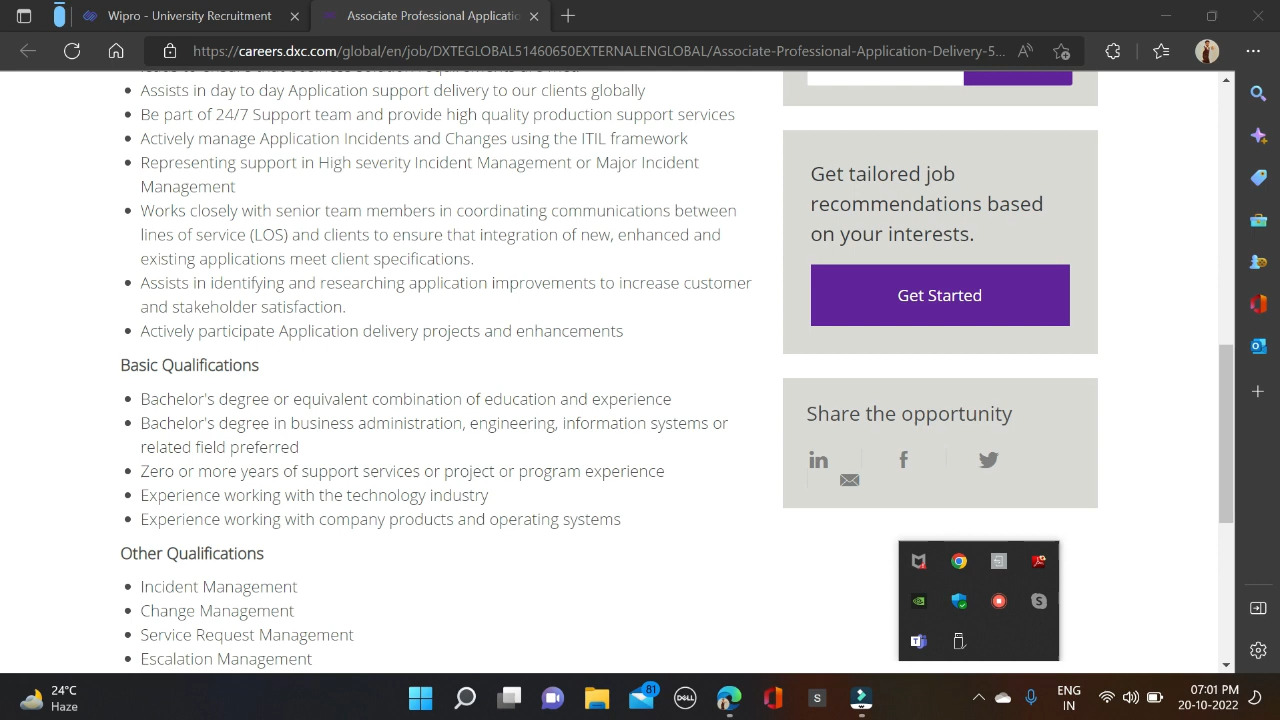 Wipro - University Recruitment
Associate Professional Applicatic
https://careers.dxc.com/global/en/job/DXTEGLOBAL51460650EXTERNALENGLOBAL/Associate-Professional-Application-Delivery-5...
Assists in day to day Application support delivery to our clients globally
Be part of 24/7 Support team and provide high quality production support services
Actively manage Application Incidents and Changes using the ITIL framework
Representing support in High severity Incident Management or Major Incident
Management
Works closely with senior team members in coordinating communications between
lines of service (LOS) and clients to ensure that integration of new, enhanced and
existing applications meet client specifications.
Assists in identifying and researching application improvements to increase customer
and stakeholder satisfaction.
Actively participate Application delivery projects and enhancements
Basic Qualifications
Bachelor's degree or equivalent combination of education and experience
Bachelor's degree in business administration, engineering, information systems or
related field preferred
Zero or more years of support services or project or program experience
Experience working with the technology industry
Experience working with company products and operating systems
Other Qualifications
Incident Management
Change Management
Service Request Management
Escalation Management
Get tailored job
recommendations based
on your interests.
Get Started
Share the opportunity
24°C
Haze
81
DELL
S
ENG
IN
07:01 PM
20-10-2022